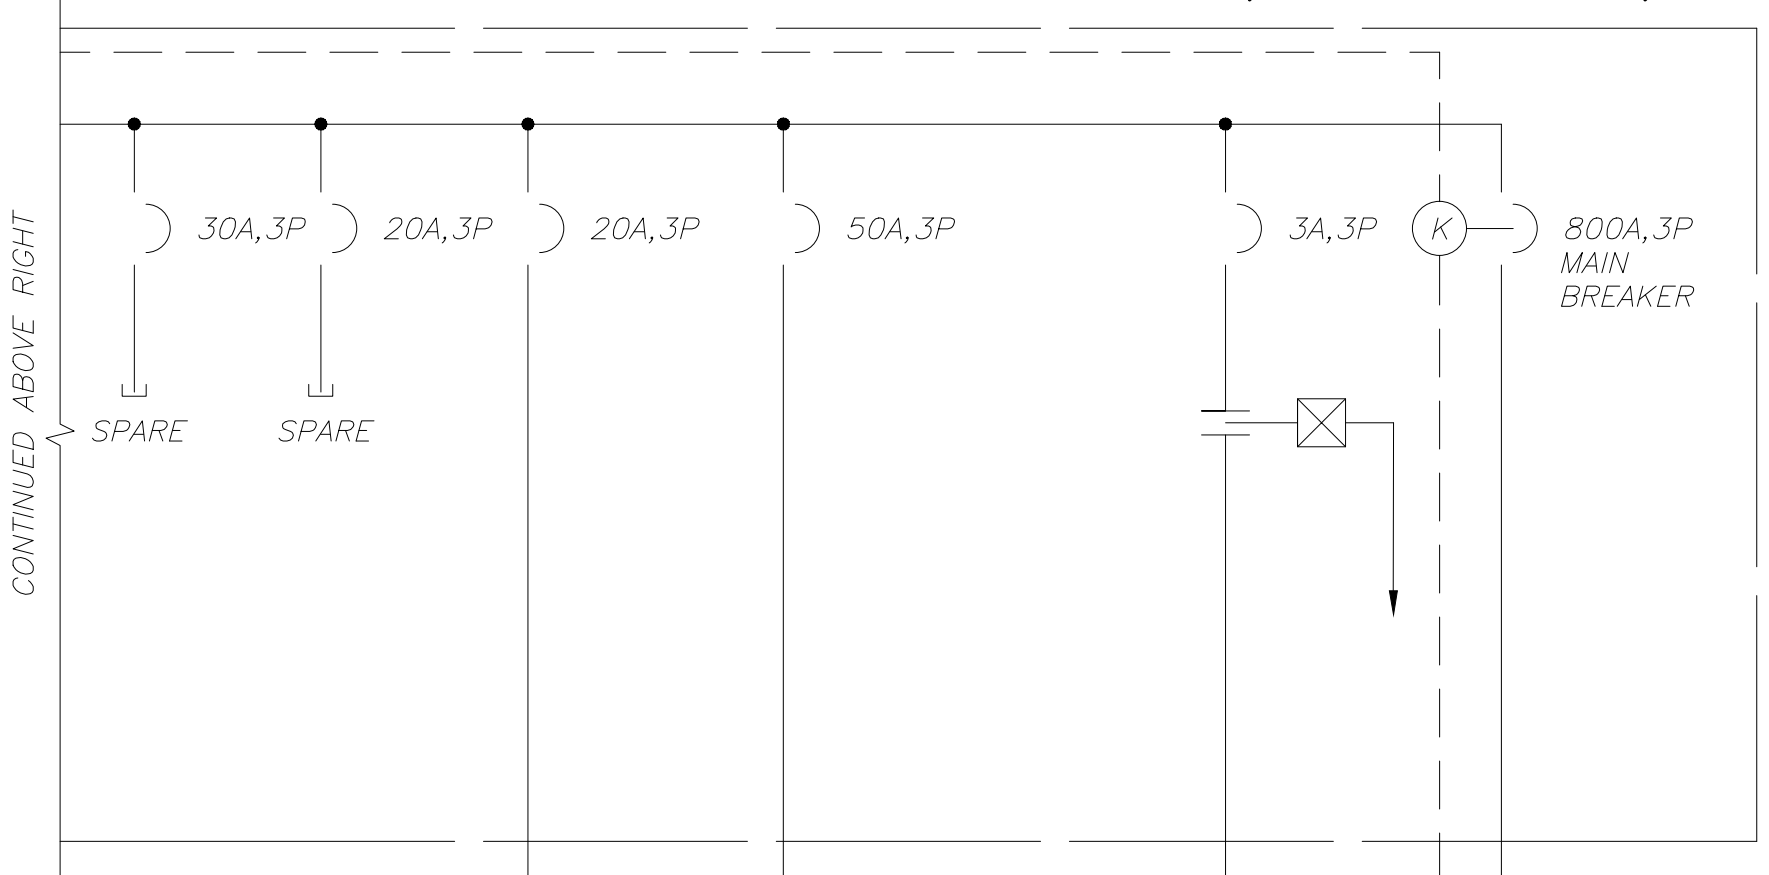 CONTINUED ABOVE RIGHT
30A,3P
20A,3P
20A,3P
50A,3P
3A,3P
K
800A,3P
MAIN
BREAKER
SPARE
SPARE